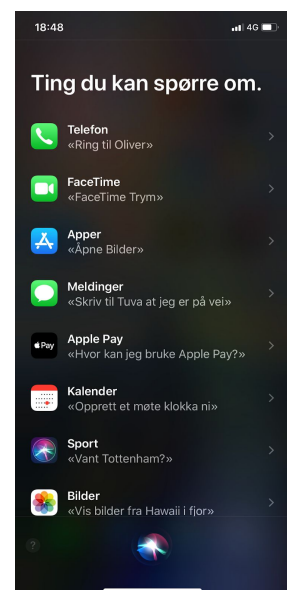 18:48
4G
Ting du kan spørre om.
Telefon
«Ring til Oliver»
FaceTime
«FaceTime Trym»
Apper
«Åpne Bilder»
Meldinger
«Skriv til Tuva at jeg er på vei»
Pay
Apple Pay
«Hvor kan jeg bruke Apple Pay?»
Kalender
«Opprett et møte klokka ni»
Sport
«Vant Tottenham?»
Bilder
«Vis bilder fra Hawaii i fjor»
?